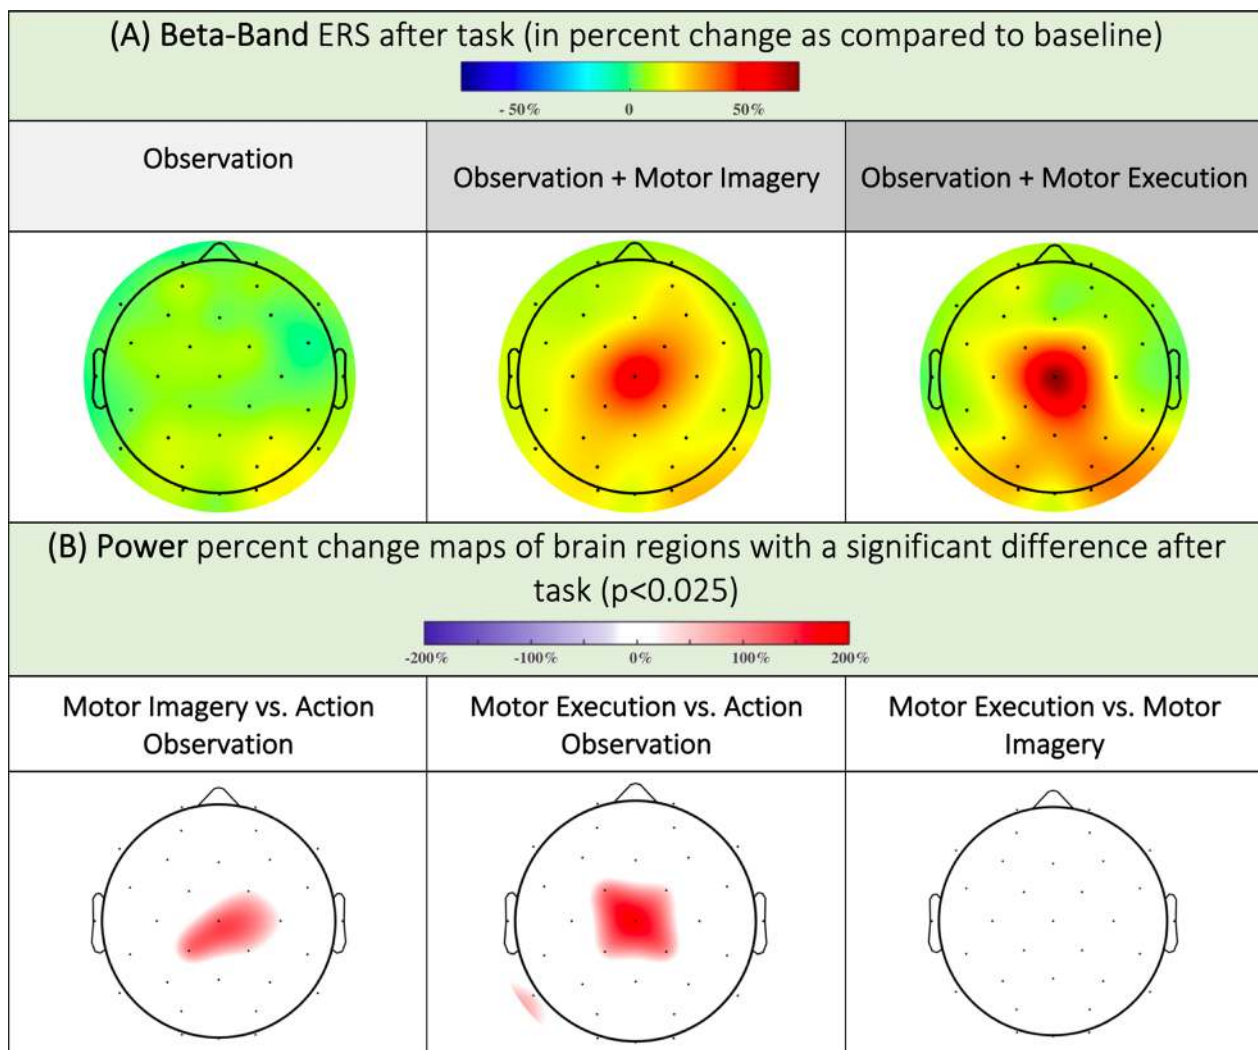 (A) Beta-Band ERS after task (in percent change as compared to baseline)
- 50% 0 50%
Observation
Observation + Motor Imagery
Observation + Motor Execution
(B) Power percent change maps of brain regions with a significant difference after
task (p<0.025)
-200% -100% 0% 100% 200%
Motor Imagery vs. Action
Observation
Motor Execution vs. Action
Observation
Motor Execution vs. Motor
Imagery